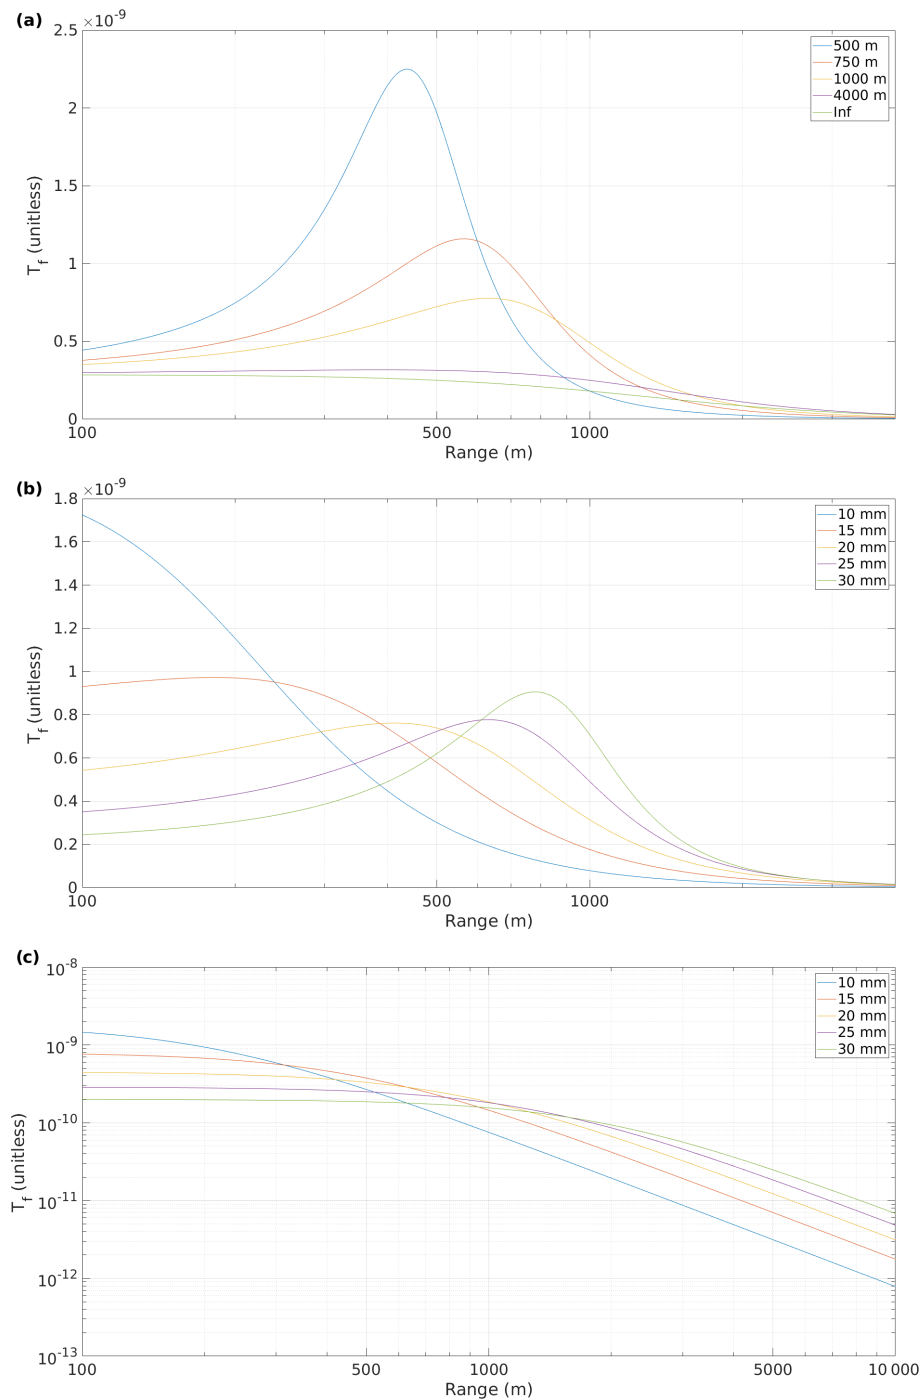 (a)
×10⁻⁹
2.5
2
1.5
1
0.5
0
T_f (unitless)
100
500
1000
Range (m)
500 m
750 m
1000 m
4000 m
Inf
(b)
×10⁻⁹
1.8
1.6
1.4
1.2
1
0.8
0.6
0.4
0.2
0
T_f (unitless)
100
500
1000
Range (m)
10 mm
15 mm
20 mm
25 mm
30 mm
(c)
10⁻⁸
10⁻⁹
10⁻¹⁰
10⁻¹¹
10⁻¹²
10⁻¹³
T_f (unitless)
100
500
1000
5000
10 000
Range (m)
10 mm
15 mm
20 mm
25 mm
30 mm